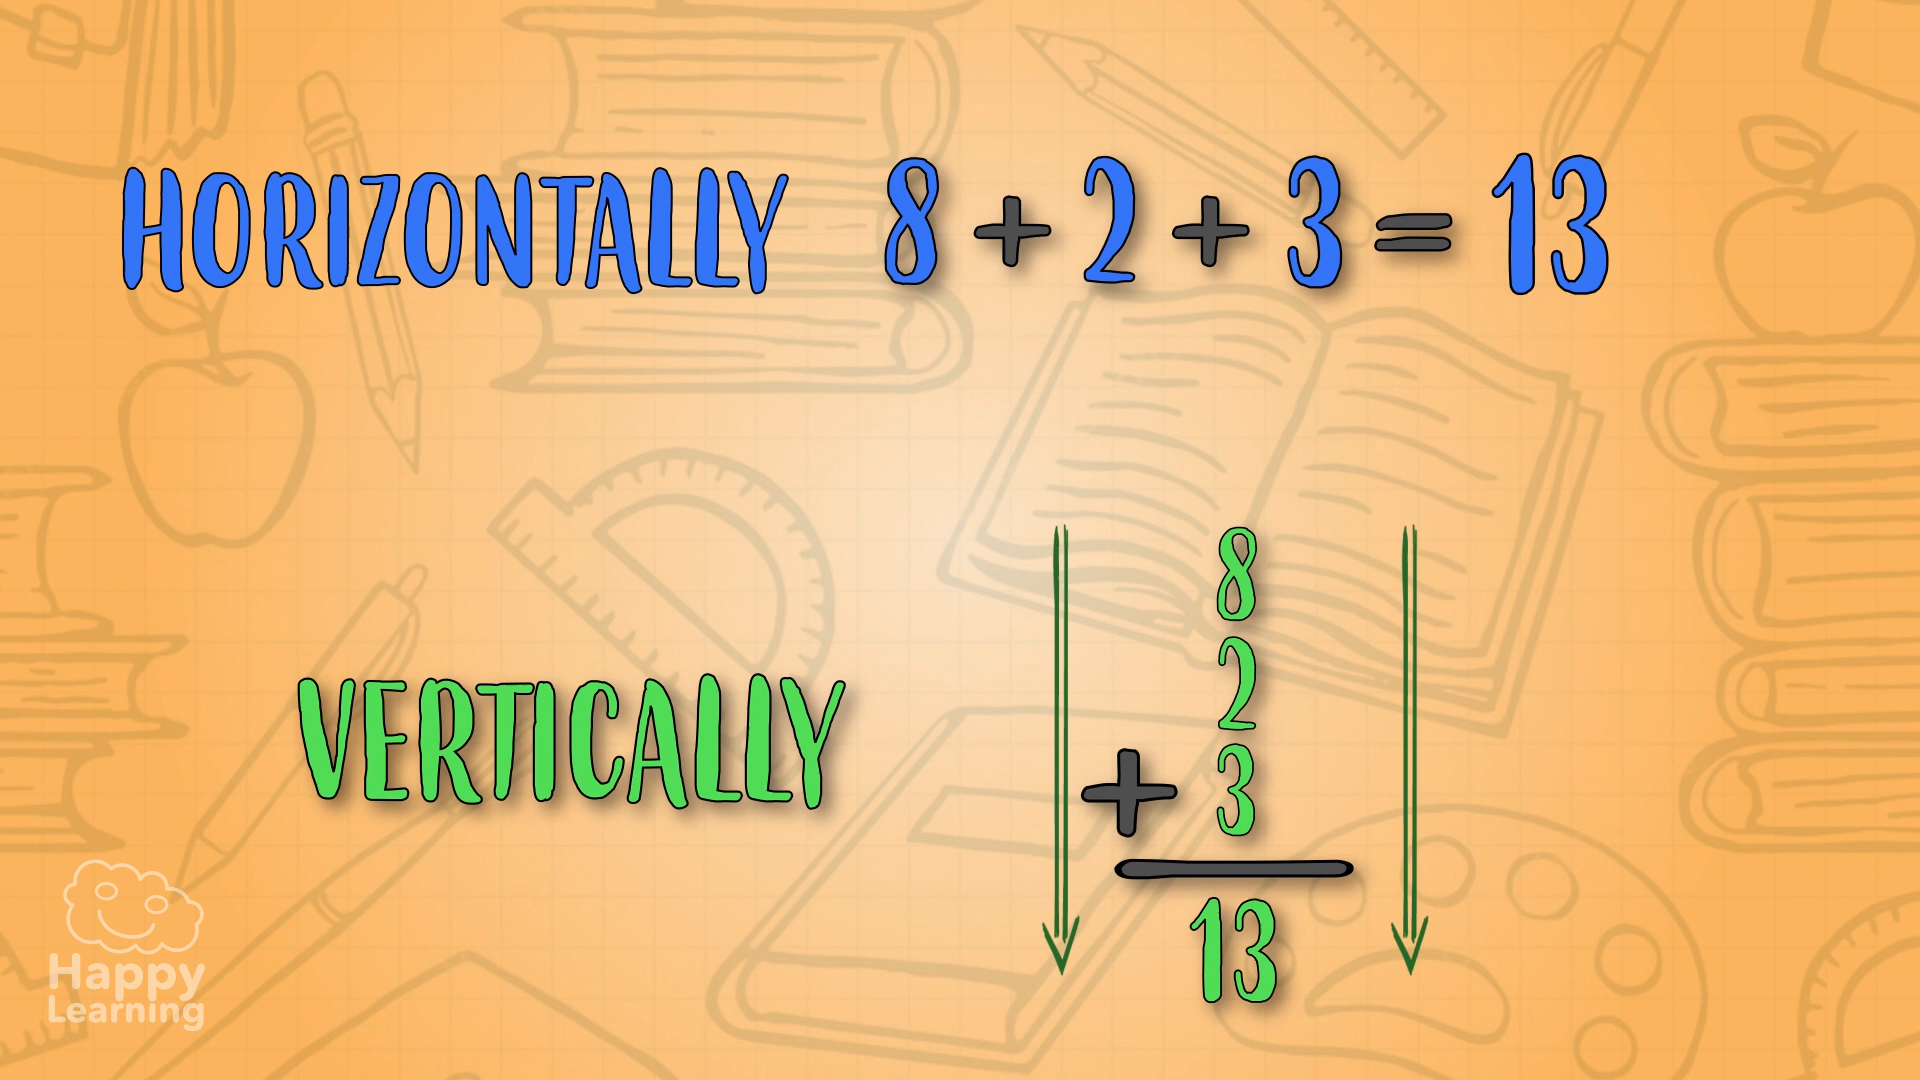 HORIZONTALLY 8 + 2 + 3 = 13
8
2
VERTICALLY + 3
13
Happy
Learning